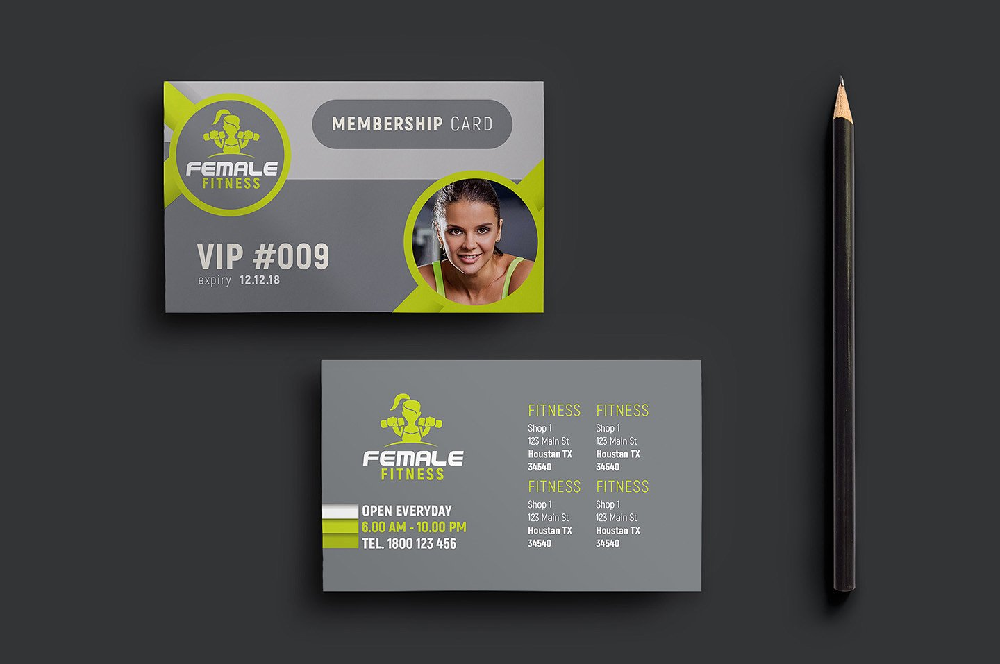 MEMBERSHIP CARD
FEMALE
FITNESS
VIP #009
expiry 12.12.18
FEMALE
FITNESS
OPEN EVERYDAY
6.00 AM - 10.00 PM
TEL. 1800 123 456
FITNESS
Shop 1
123 Main St
Houstan TX
34540
FITNESS
Shop 1
123 Main St
Houstan TX
34540
FITNESS
Shop 1
123 Main St
Houstan TX
34540
FITNESS
Shop 1
123 Main St
Houstan TX
34540